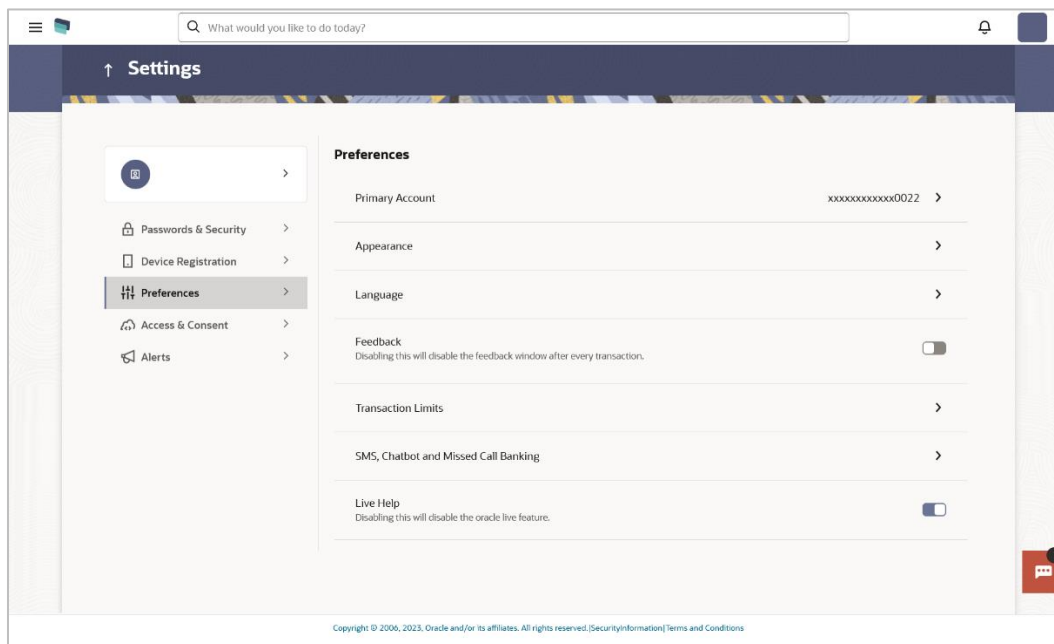 What would you like to do today?
↑ Settings
Preferences
Primary Account xxxxxxxxxxxx0022
Passwords & Security
Device Registration
Preferences
Access & Consent
Alerts
Appearance
Language
Feedback
Disabling this will disable the feedback window after every transaction.
Transaction Limits
SMS, Chatbot and Missed Call Banking
Live Help
Disabling this will disable the oracle live feature.
Copyright © 2006, 2023, Oracle and/or its affiliates. All rights reserved.|SecurityInformation|Terms and Conditions